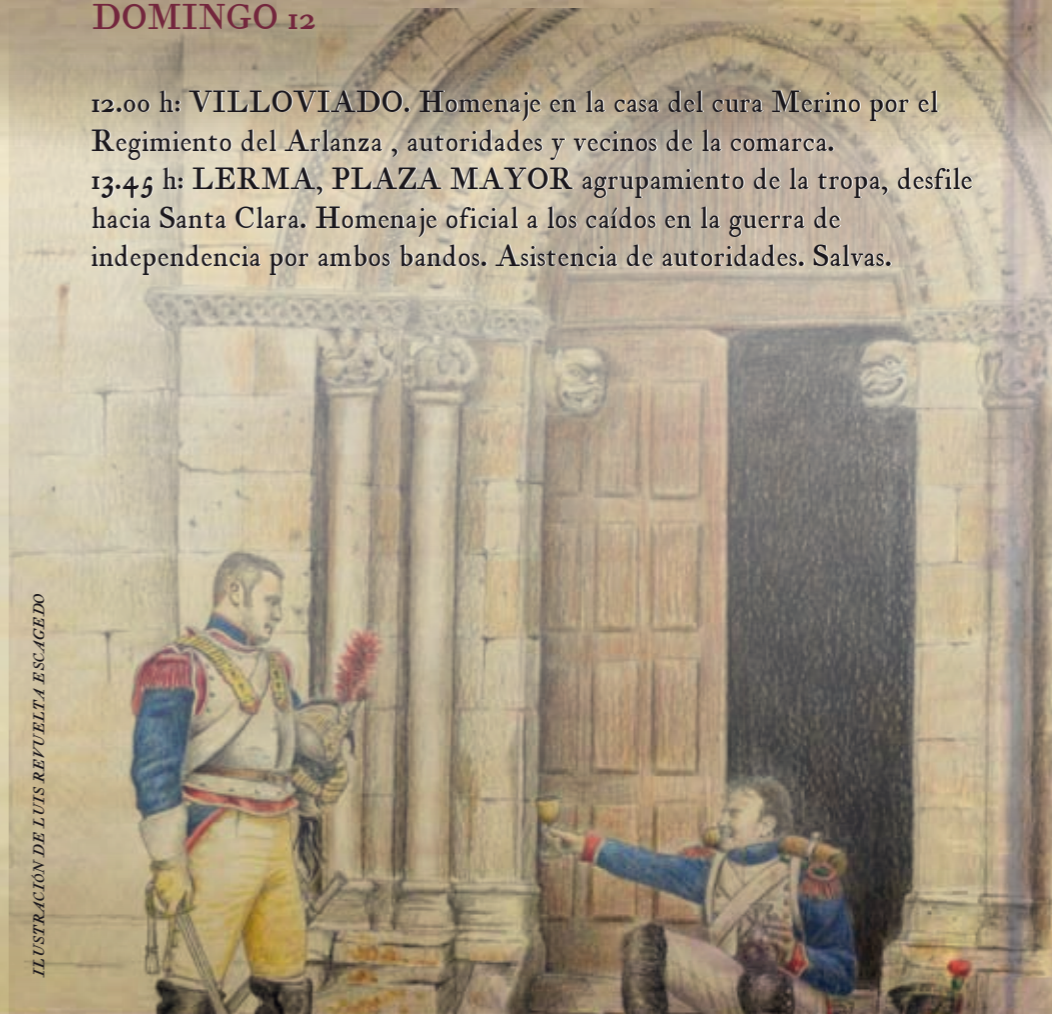 DOMINGO 12
12.00 h: VILLOVIADO. Homenaje en la casa del cura Merino por el
Regimiento del Arlanza , autoridades y vecinos de la comarca.
13.45 h: LERMA, PLAZA MAYOR agrupamiento de la tropa, desfile
hacia Santa Clara. Homenaje oficial a los caídos en la guerra de
independencia por ambos bandos. Asistencia de autoridades. Salvas.
ILUSTRACIÓN DE LUIS REVUELTA ESCAGEDO